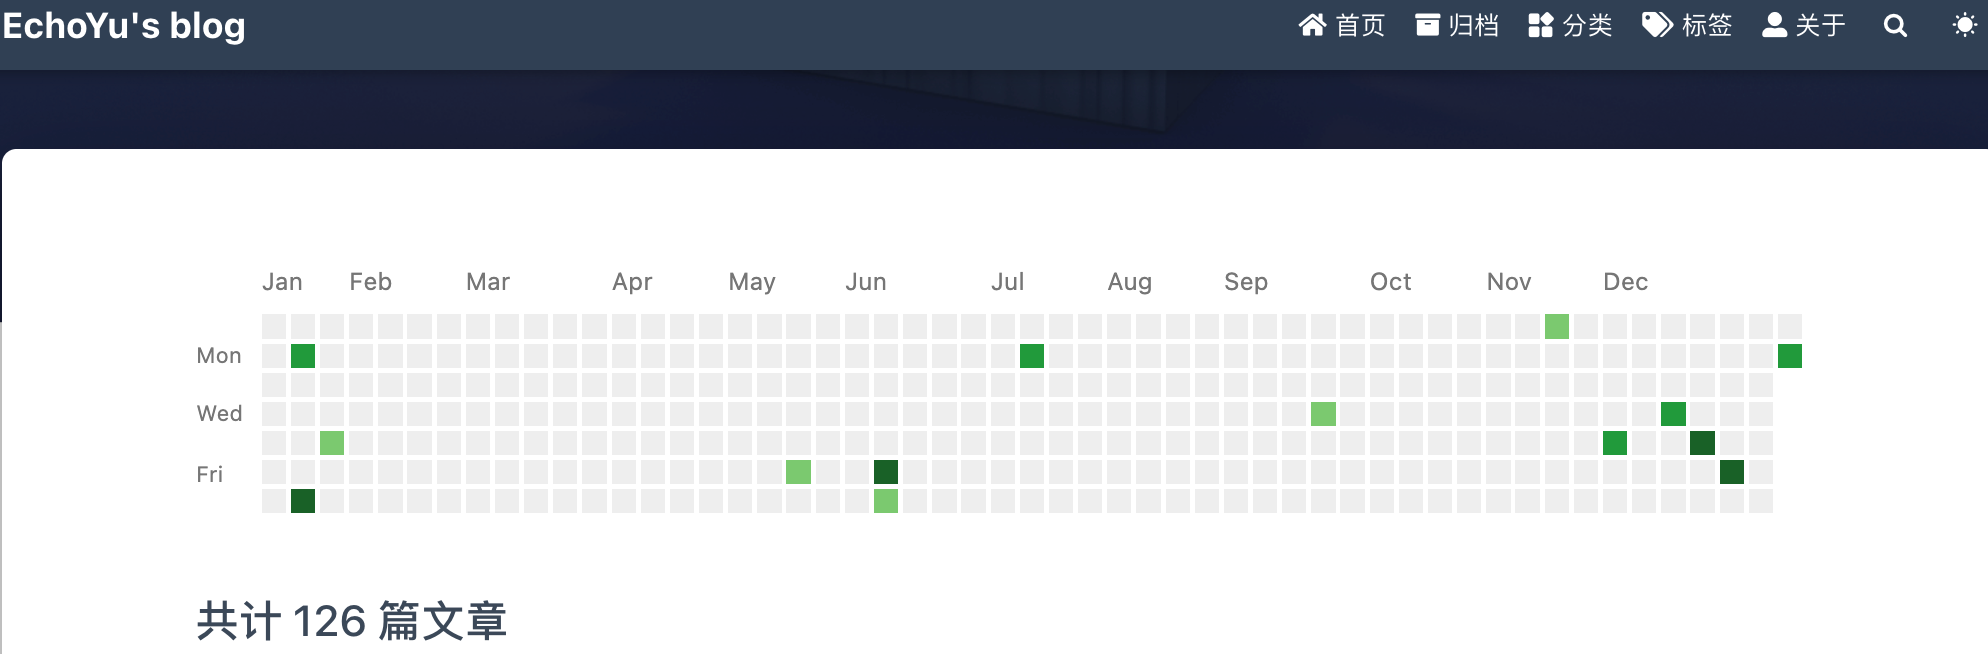 EchoYu's blog 首页 归档 分类 标签 关于
Jan Feb Mar Apr May Jun Jul Aug Sep Oct Nov Dec
Mon
Wed
Fri
共计 126 篇文章